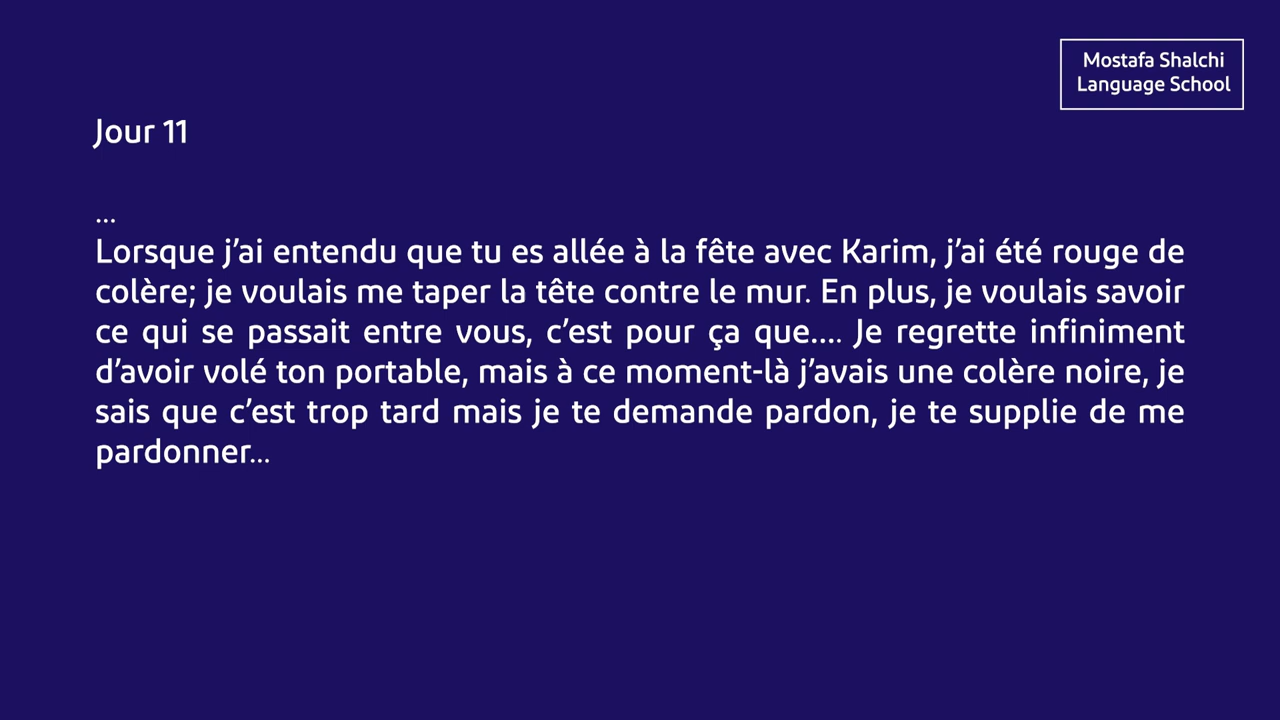 Mostafa Shalchi
Language School
Jour 11
...
Lorsque j’ai entendu que tu es allée à la fête avec Karim, j’ai été rouge de
colère; je voulais me taper la tête contre le mur. En plus, je voulais savoir
ce qui se passait entre vous, c’est pour ça que.... Je regrette infiniment
d’avoir volé ton portable, mais à ce moment-là j’avais une colère noire, je
sais que c’est trop tard mais je te demande pardon, je te supplie de me
pardonner...